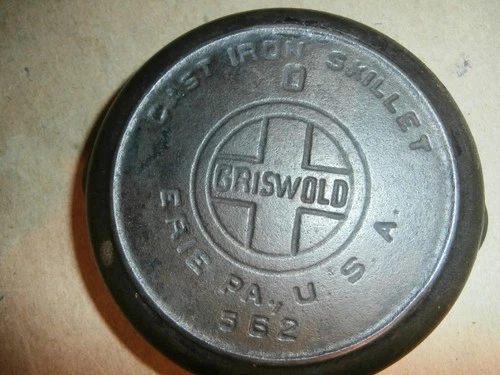 CAST IRON SKILLET
0
GRISWOLD
ERIE PA., U.S.A.
562